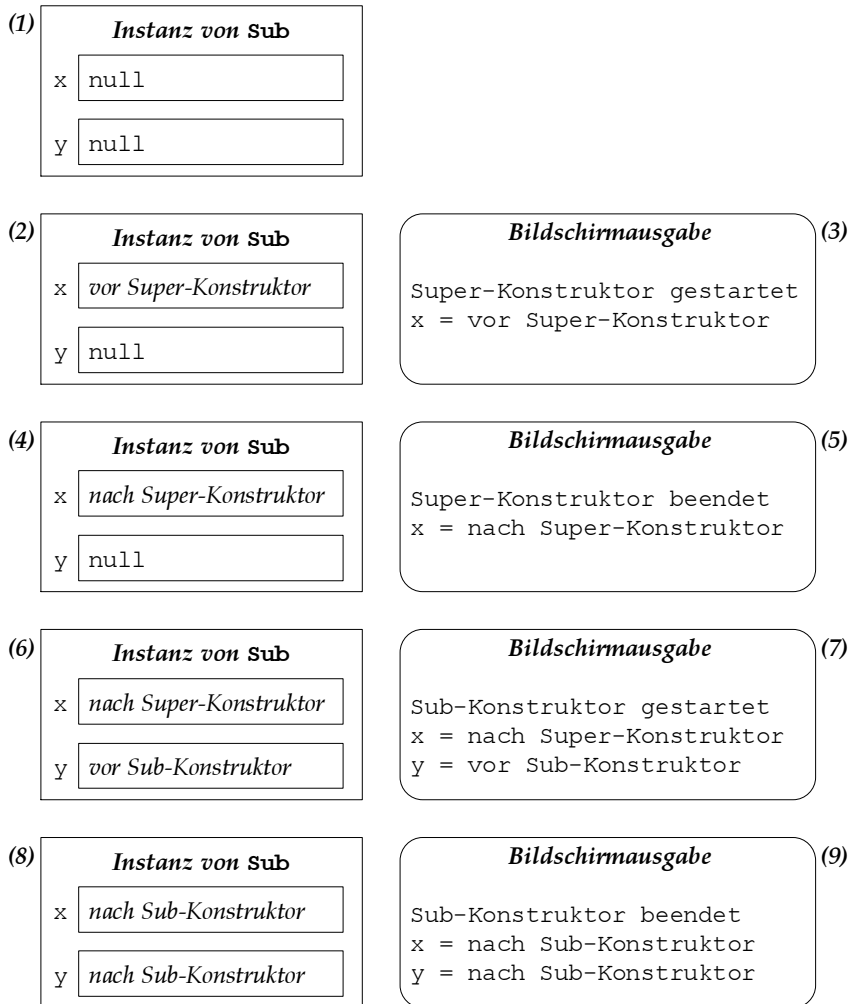 (1)
Instanz von Sub
x null
y null
(2)
Instanz von Sub
x vor Super-Konstruktor
y null
Bildschirmausgabe
(3)
Super-Konstruktor gestartet
x = vor Super-Konstruktor
(4)
Instanz von Sub
x nach Super-Konstruktor
y null
Bildschirmausgabe
(5)
Super-Konstruktor beendet
x = nach Super-Konstruktor
(6)
Instanz von Sub
x nach Super-Konstruktor
y vor Sub-Konstruktor
Bildschirmausgabe
(7)
Sub-Konstruktor gestartet
x = nach Super-Konstruktor
y = vor Sub-Konstruktor
(8)
Instanz von Sub
x nach Sub-Konstruktor
y nach Sub-Konstruktor
Bildschirmausgabe
(9)
Sub-Konstruktor beendet
x = nach Sub-Konstruktor
y = nach Sub-Konstruktor